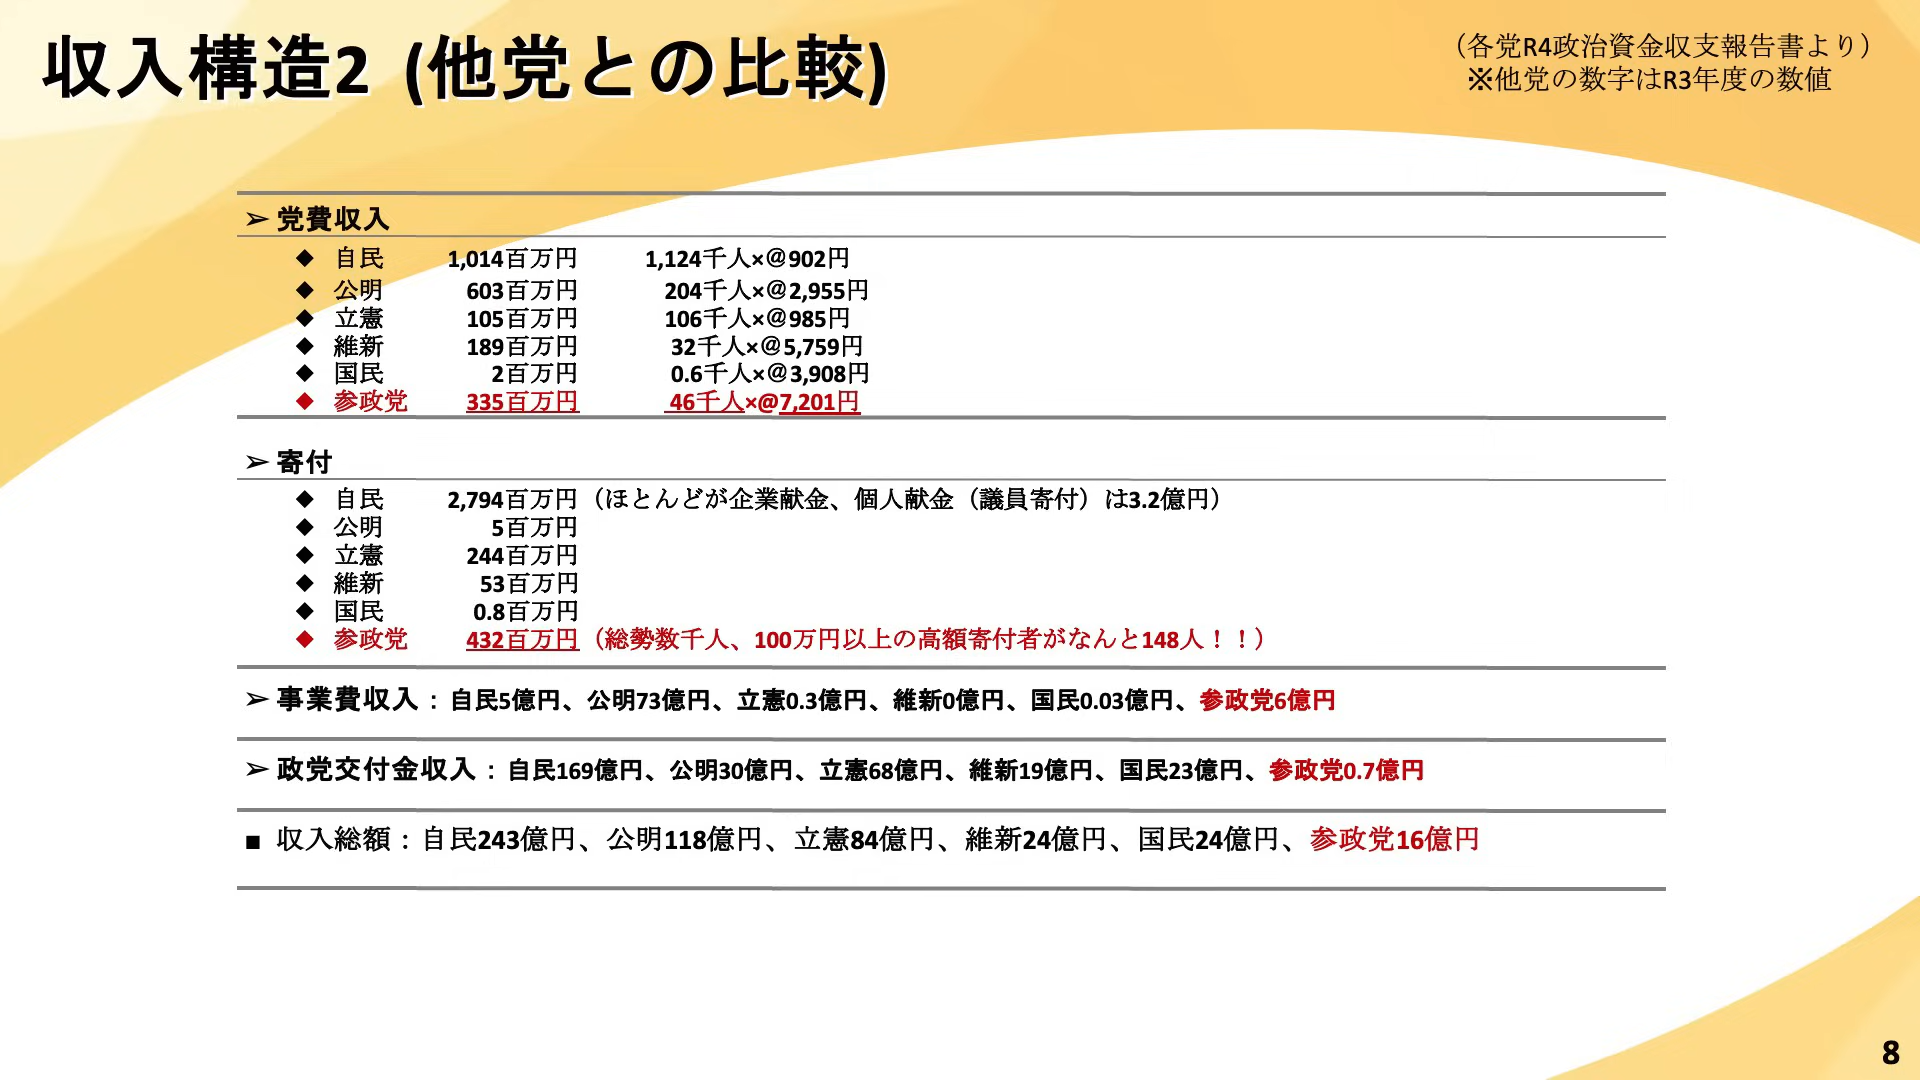 収入構造2 (他党との比較)
（各党R4政治資金収支報告書より）
※他党の数字はR3年度の数値
➢ 党費収入
◆ 自民 1,014百万円 1,124千人×@902円
◆ 公明 603百万円 204千人×@2,955円
◆ 立憲 105百万円 106千人×@985円
◆ 維新 189百万円 32千人×@5,759円
◆ 国民 2百万円 0.6千人×@3,908円
◆ 参政党 335百万円 46千人×@7,201円
➢ 寄付
◆ 自民 2,794百万円（ほとんどが企業献金、個人献金（議員寄付）は3.2億円）
◆ 公明 5百万円
◆ 立憲 244百万円
◆ 維新 53百万円
◆ 国民 0.8百万円
◆ 参政党 432百万円（総勢数千人、100万円以上の高額寄付者がなんと148人！！）
➢ 事業費収入：自民5億円、公明73億円、立憲0.3億円、維新0億円、国民0.03億円、参政党6億円
➢ 政党交付金収入：自民169億円、公明30億円、立憲68億円、維新19億円、国民23億円、参政党0.7億円
■ 収入総額：自民243億円、公明118億円、立憲84億円、維新24億円、国民24億円、参政党16億円
8